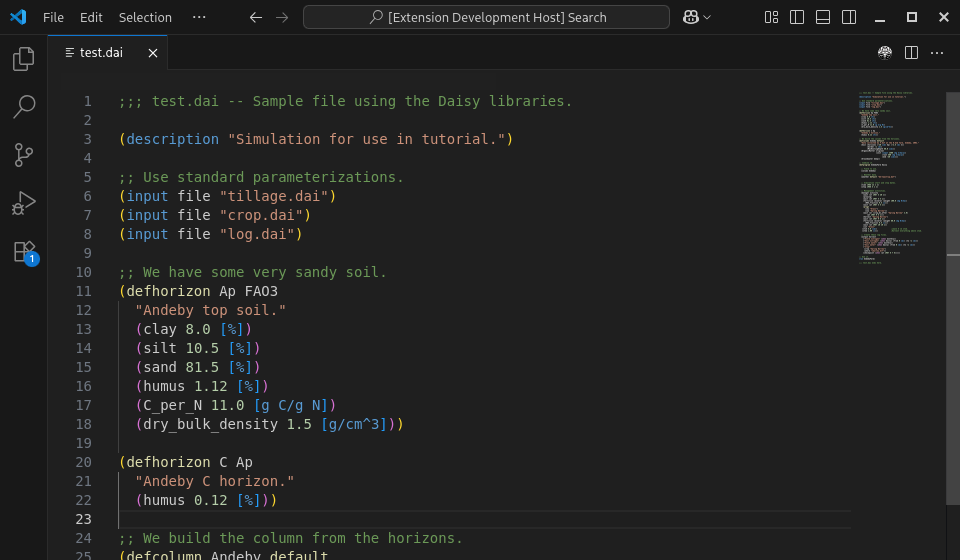 File Edit Selection ··· [Extension Development Host] Search
test.dai
1 ;;; test.dai -- Sample file using the Daisy libraries.
2
3 (description "Simulation for use in tutorial.")
4
5 ;; Use standard parameterizations.
6 (input file "tillage.dai")
7 (input file "crop.dai")
8 (input file "log.dai")
9
10 ;; We have some very sandy soil.
11 (defhorizon Ap FAO3
12 "Andeby top soil."
13 (clay 8.0 [%])
14 (silt 10.5 [%])
15 (sand 81.5 [%])
16 (humus 1.12 [%])
17 (C_per_N 11.0 [g C/g N])
18 (dry_bulk_density 1.5 [g/cm^3]))
19
20 (defhorizon C Ap
21 "Andeby C horizon."
22 (humus 0.12 [%]))
23
24 ;; We build the column from the horizons.
25 (defcolumn Andeby default
1